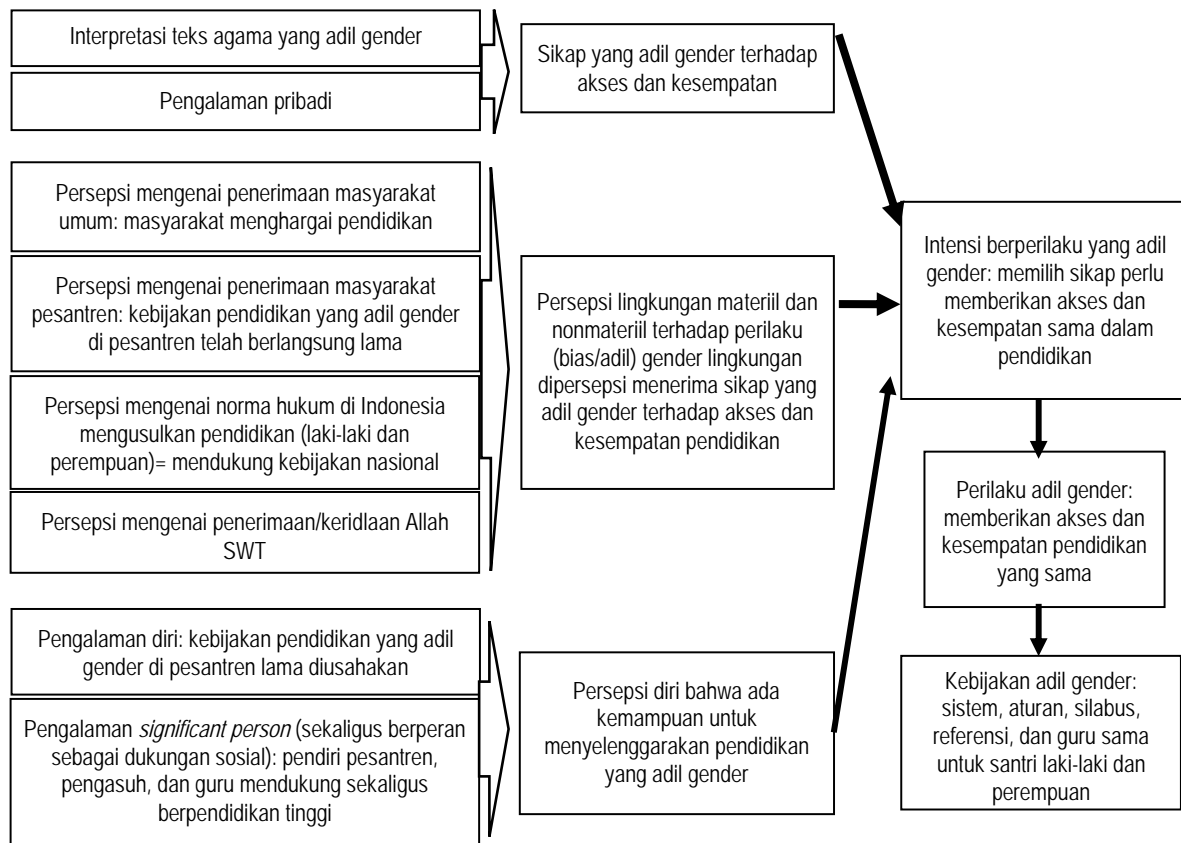 Interpretasi teks agama yang adil gender
Pengalaman pribadi
Sikap yang adil gender terhadap
akses dan kesempatan
Persepsi mengenai penerimaan masyarakat
umum: masyarakat menghargai pendidikan
Persepsi mengenai penerimaan masyarakat
pesantren: kebijakan pendidikan yang adil gender
di pesantren telah berlangsung lama
Persepsi mengenai norma hukum di Indonesia
mengusulkan pendidikan (laki-laki dan
perempuan)= mendukung kebijakan nasional
Persepsi mengenai penerimaan/keridlaan Allah
SWT
Persepsi lingkungan materiil dan
nonmateriil terhadap perilaku
(bias/adil) gender lingkungan
dipersepsi menerima sikap yang
adil gender terhadap akses dan
kesempatan pendidikan
Pengalaman diri: kebijakan pendidikan yang adil
gender di pesantren lama diusahakan
Pengalaman significant person (sekaligus berperan
sebagai dukungan sosial): pendiri pesantren,
pengasuh, dan guru mendukung sekaligus
berpendidikan tinggi
Persepsi diri bahwa ada
kemampuan untuk
menyelenggarakan pendidikan
yang adil gender
Intensi berperilaku yang adil
gender: memilih sikap perlu
memberikan akses dan
kesempatan sama dalam
pendidikan
Perilaku adil gender:
memberikan akses dan
kesempatan pendidikan
yang sama
Kebijakan adil gender:
sistem, aturan, silabus,
referensi, dan guru sama
untuk santri laki-laki dan
perempuan